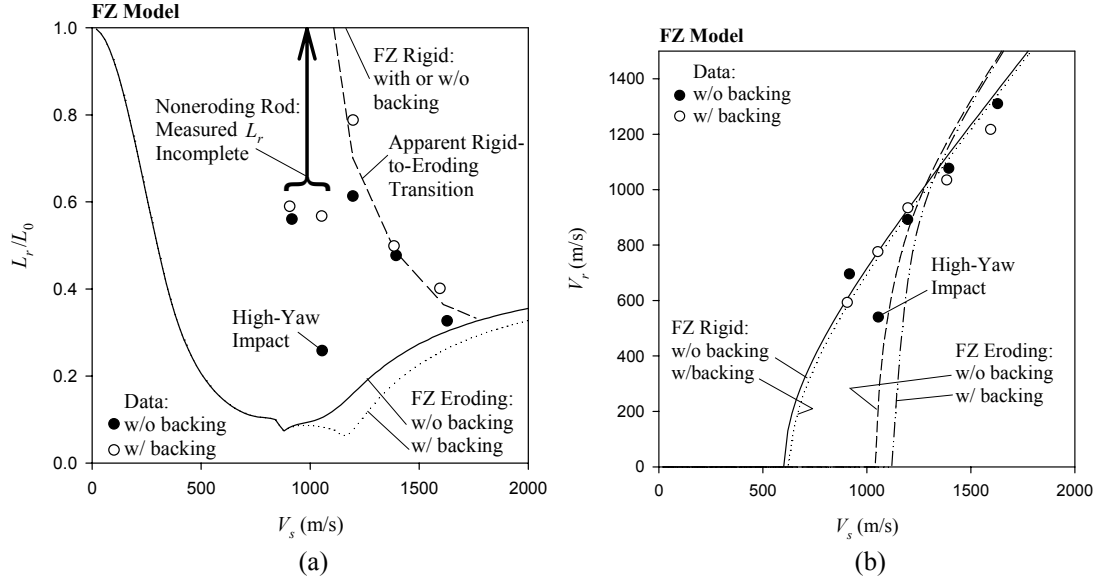 FZ Model
1.0
0.8
0.6
0.4
0.2
0.0
L_r/L_0
0
500
1000
1500
2000
V_s (m/s)
FZ Rigid:
with or w/o
backing
Noneroding Rod:
Measured L_r
Incomplete
Apparent Rigid-
to-Eroding
Transition
High-Yaw
Impact
Data:
w/o backing
w/ backing
FZ Eroding:
w/o backing
w/ backing
(a)
FZ Model
1400
1200
1000
800
600
400
200
0
V_r (m/s)
0
500
1000
1500
2000
V_s (m/s)
Data:
w/o backing
w/ backing
High-Yaw
Impact
FZ Rigid:
w/o backing
w/backing
FZ Eroding:
w/o backing
w/ backing
(b)